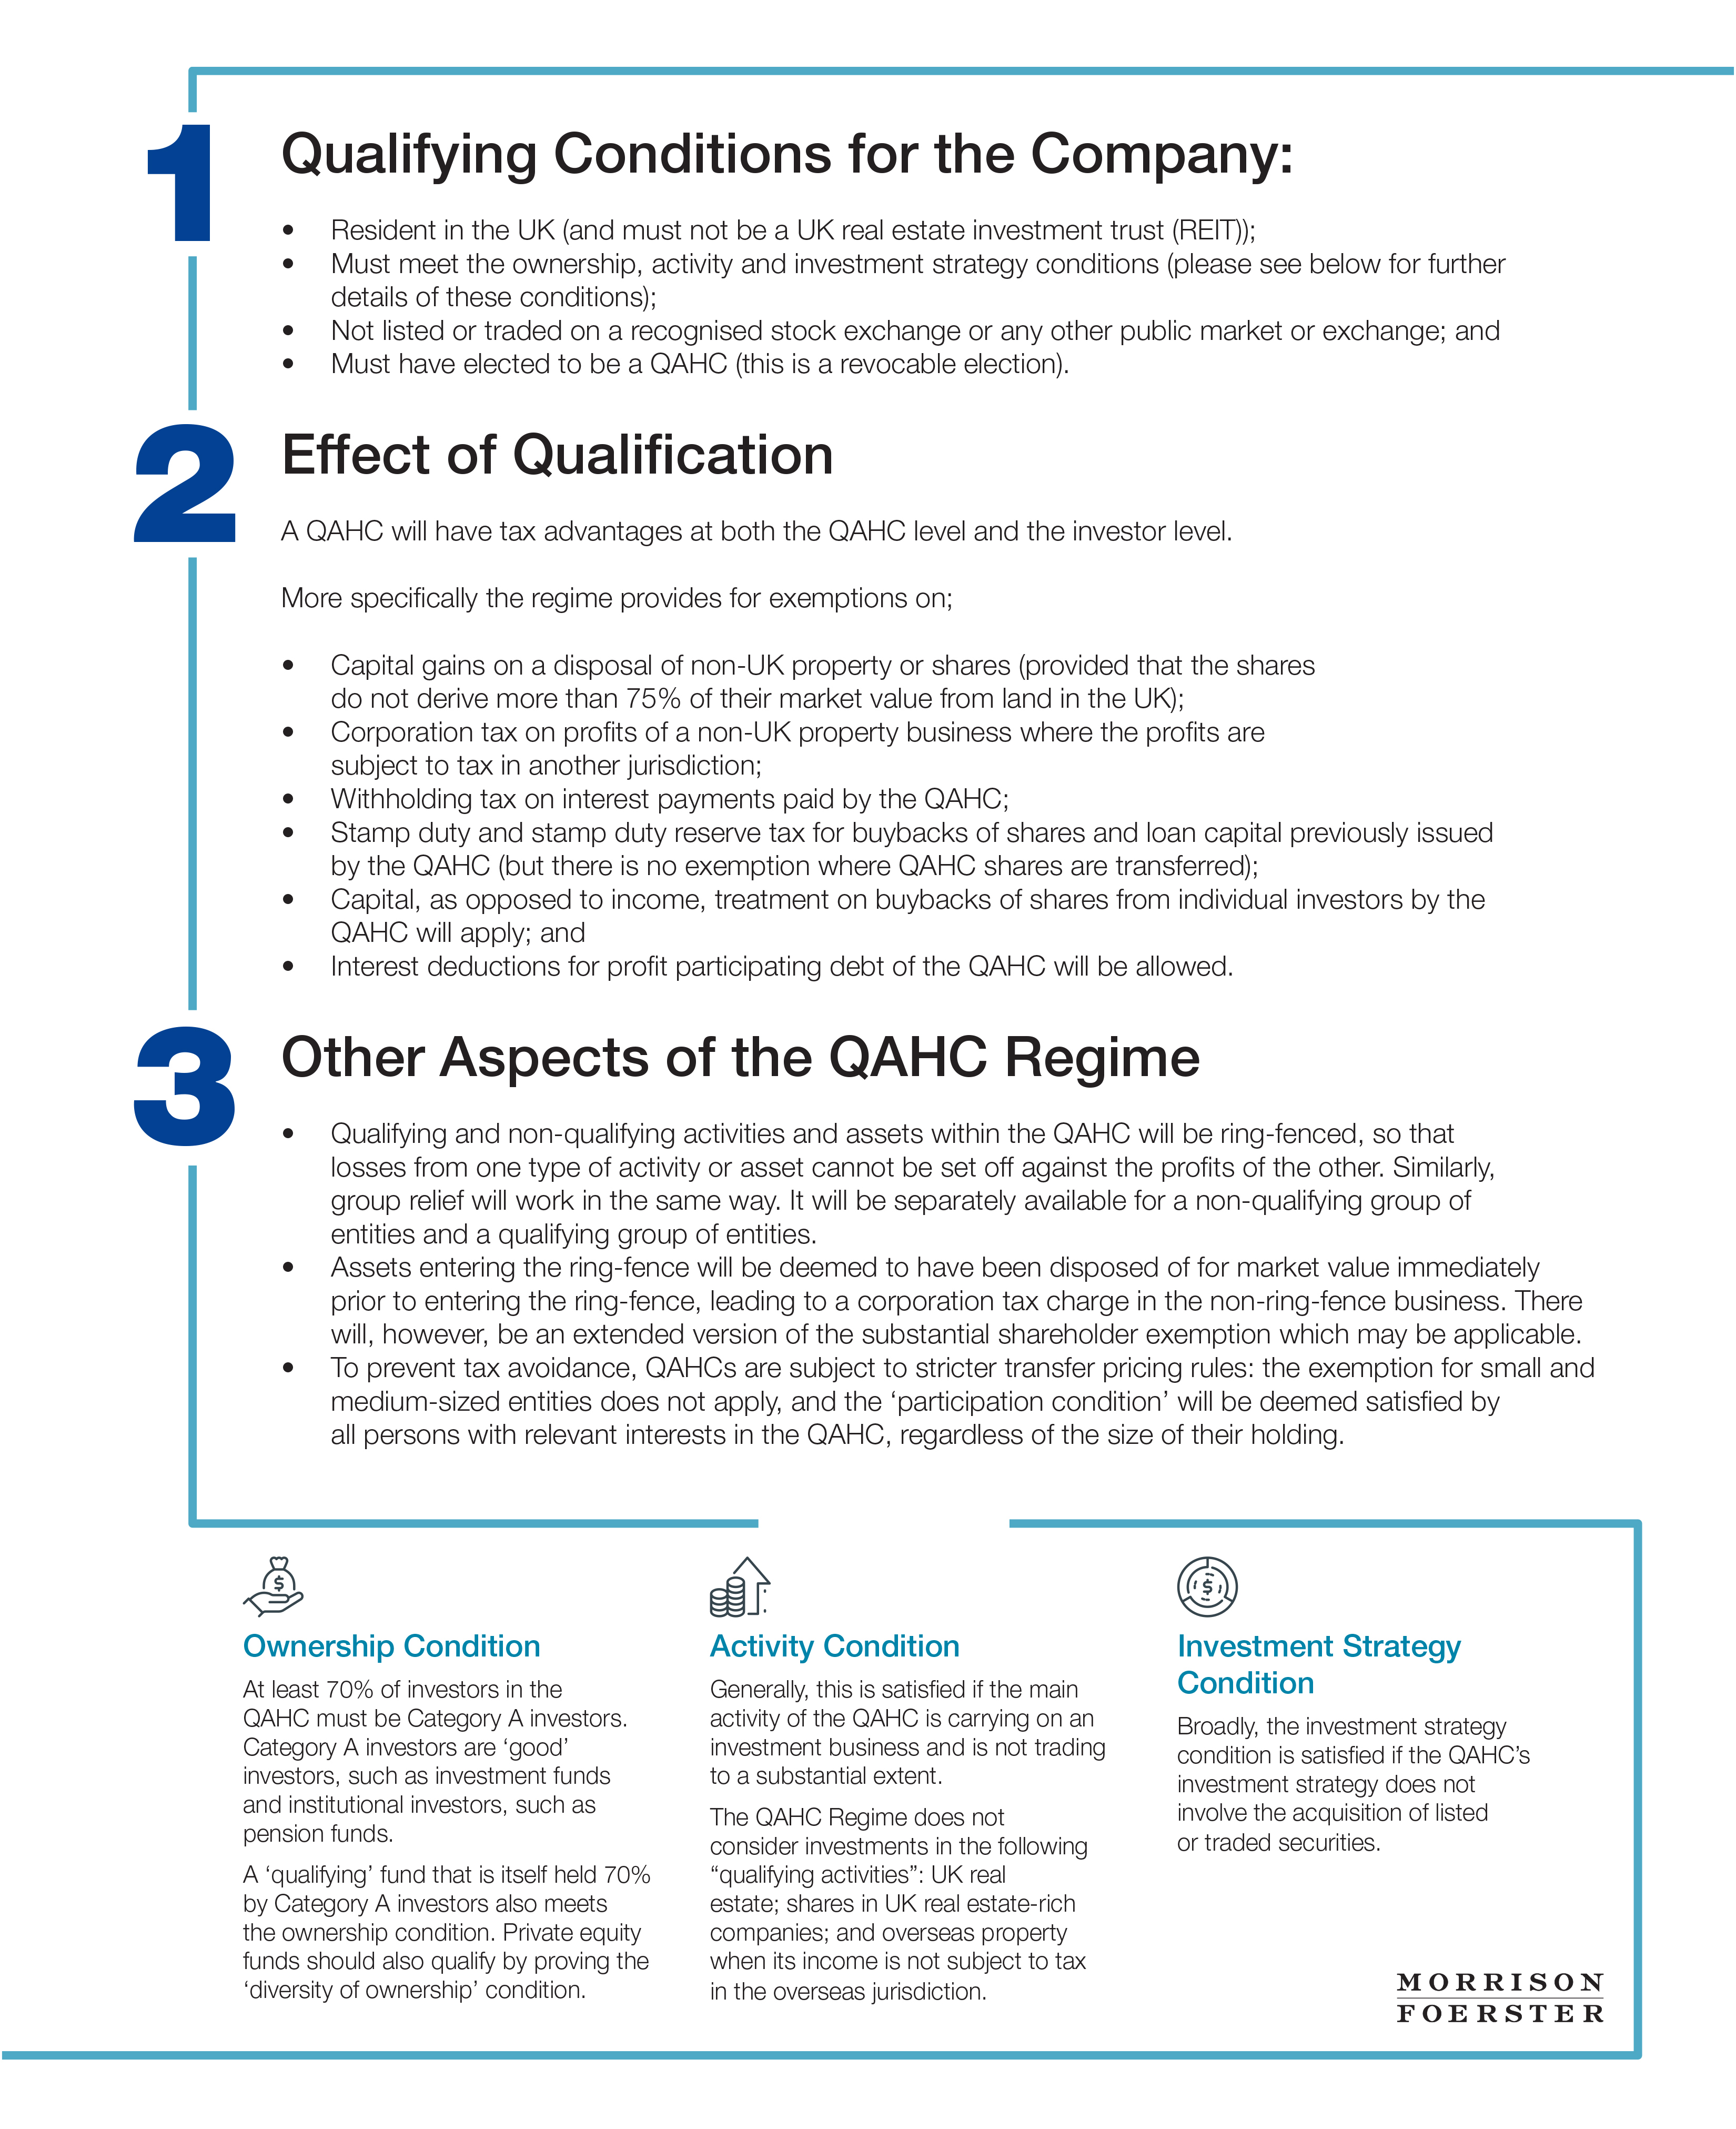 1
Qualifying Conditions for the Company:
• Resident in the UK (and must not be a UK real estate investment trust (REIT));
• Must meet the ownership, activity and investment strategy conditions (please see below for further
details of these conditions);
• Not listed or traded on a recognised stock exchange or any other public market or exchange; and
• Must have elected to be a QAHC (this is a revocable election).
2
Effect of Qualification
A QAHC will have tax advantages at both the QAHC level and the investor level.
More specifically the regime provides for exemptions on;
• Capital gains on a disposal of non-UK property or shares (provided that the shares
do not derive more than 75% of their market value from land in the UK);
• Corporation tax on profits of a non-UK property business where the profits are
subject to tax in another jurisdiction;
• Withholding tax on interest payments paid by the QAHC;
• Stamp duty and stamp duty reserve tax for buybacks of shares and loan capital previously issued
by the QAHC (but there is no exemption where QAHC shares are transferred);
• Capital, as opposed to income, treatment on buybacks of shares from individual investors by the
QAHC will apply; and
• Interest deductions for profit participating debt of the QAHC will be allowed.
3
Other Aspects of the QAHC Regime
• Qualifying and non-qualifying activities and assets within the QAHC will be ring-fenced, so that
losses from one type of activity or asset cannot be set off against the profits of the other. Similarly,
group relief will work in the same way. It will be separately available for a non-qualifying group of
entities and a qualifying group of entities.
• Assets entering the ring-fence will be deemed to have been disposed of for market value immediately
prior to entering the ring-fence, leading to a corporation tax charge in the non-ring-fence business. There
will, however, be an extended version of the substantial shareholder exemption which may be applicable.
• To prevent tax avoidance, QAHCs are subject to stricter transfer pricing rules: the exemption for small and
medium-sized entities does not apply, and the ‘participation condition’ will be deemed satisfied by
all persons with relevant interests in the QAHC, regardless of the size of their holding.
Ownership Condition
At least 70% of investors in the
QAHC must be Category A investors.
Category A investors are ‘good’
investors, such as investment funds
and institutional investors, such as
pension funds.
A ‘qualifying’ fund that is itself held 70%
by Category A investors also meets
the ownership condition. Private equity
funds should also qualify by proving the
‘diversity of ownership’ condition.
Activity Condition
Generally, this is satisfied if the main
activity of the QAHC is carrying on an
investment business and is not trading
to a substantial extent.
The QAHC Regime does not
consider investments in the following
“qualifying activities”: UK real
estate; shares in UK real estate-rich
companies; and overseas property
when its income is not subject to tax
in the overseas jurisdiction.
Investment Strategy
Condition
Broadly, the investment strategy
condition is satisfied if the QAHC’s
investment strategy does not
involve the acquisition of listed
or traded securities.
MORRISON
FOERSTER